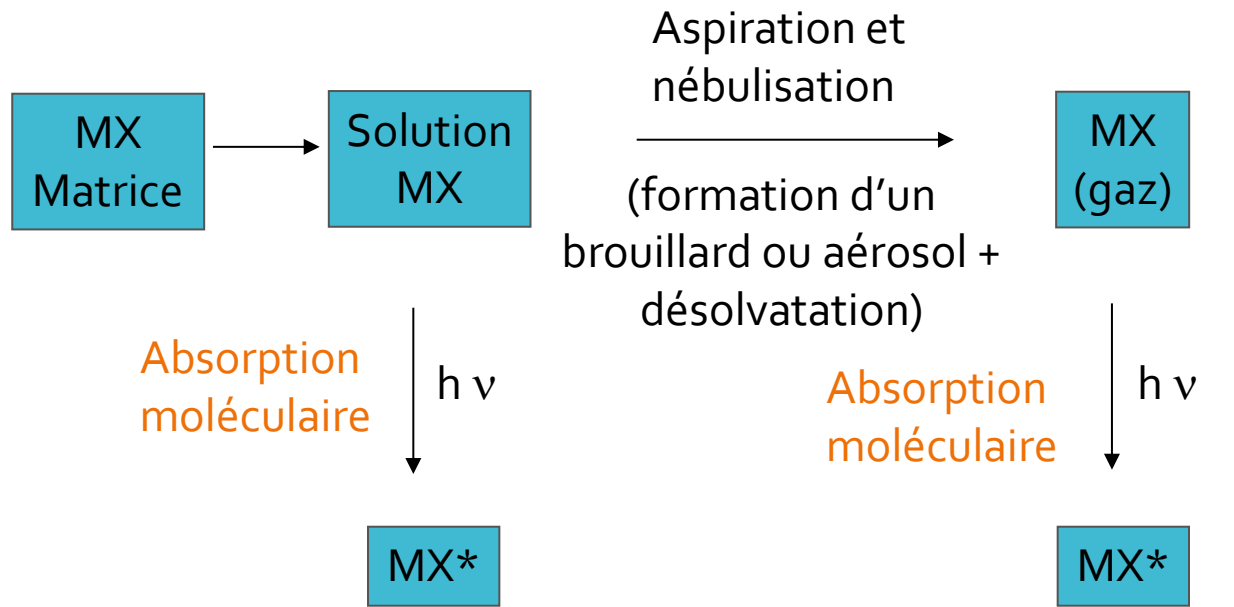 MX
Matrice
Solution
MX
Aspiration et
nébulisation
(formation d'un
brouillard ou aérosol +
désolvatation)
MX
(gaz)
Absorption
moléculaire
h ν
Absorption
moléculaire
h ν
MX*
MX*